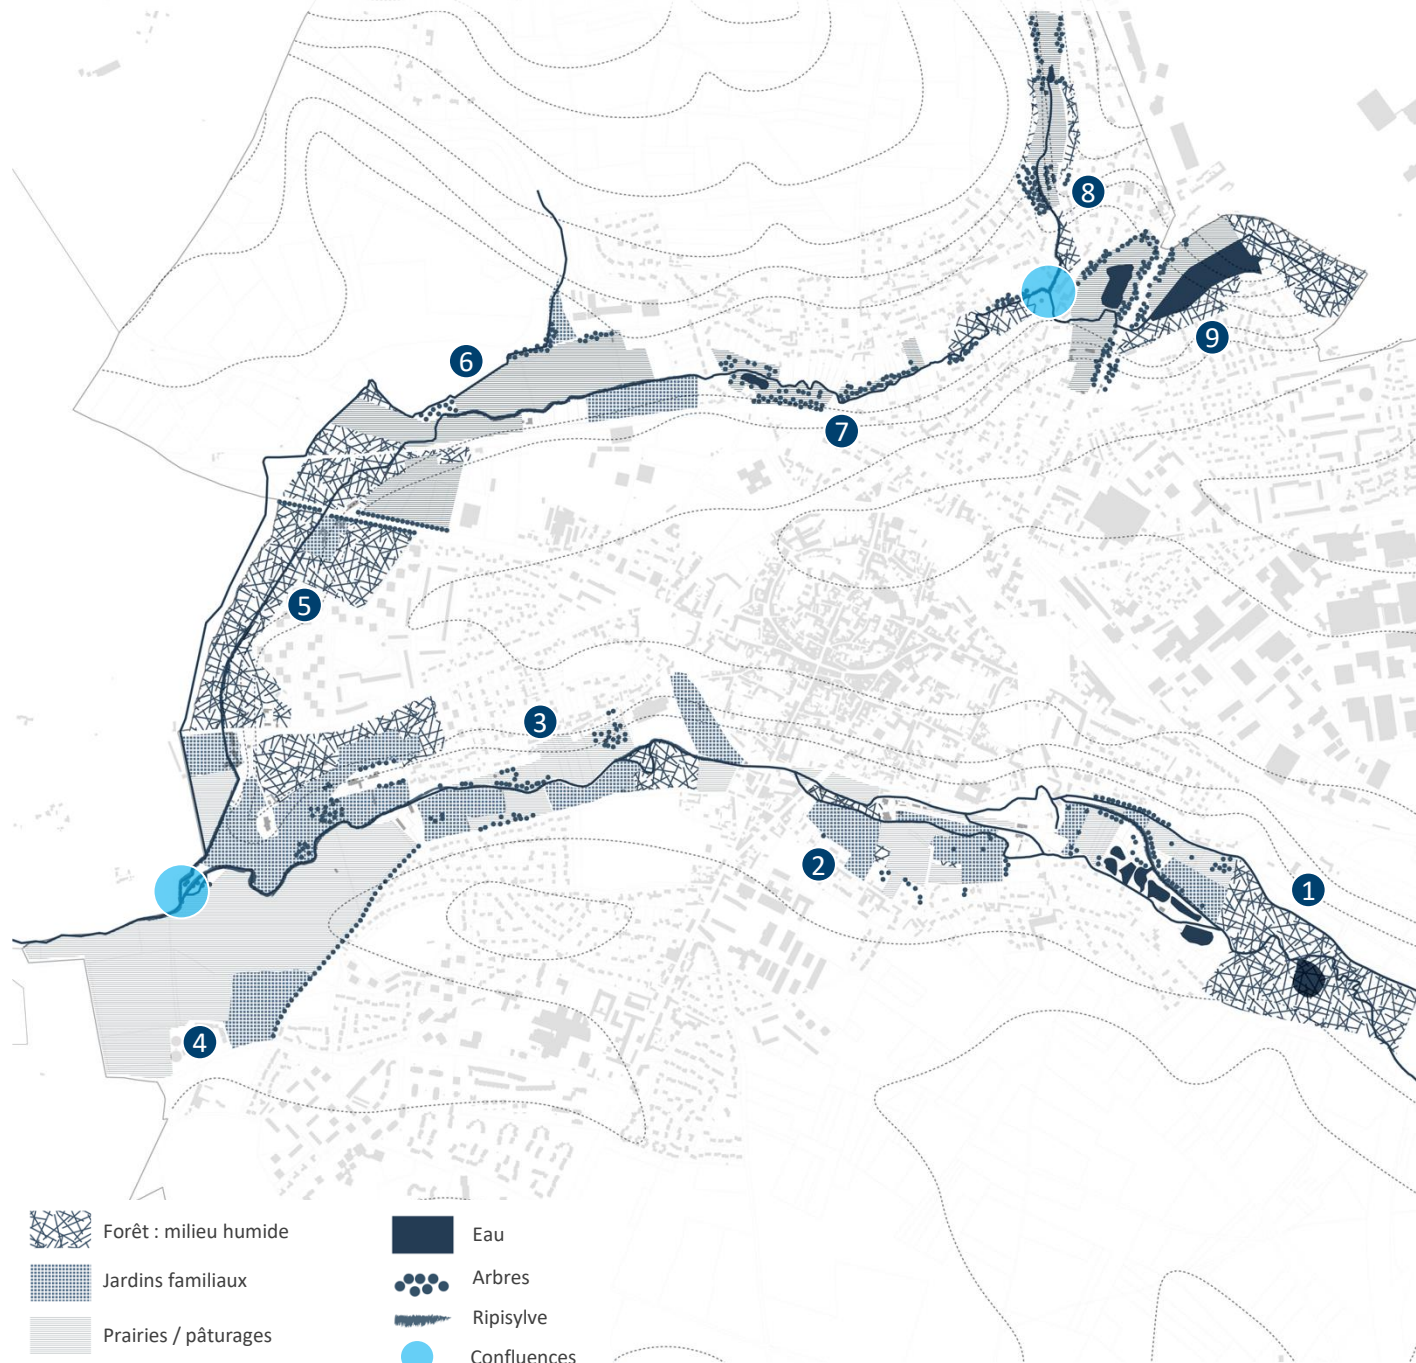 8
9
6
7
5
3
2
1
4
Forêt : milieu humide
Jardins familiaux
Prairies / pâturages
Eau
Arbres
Ripisylve
Confluences